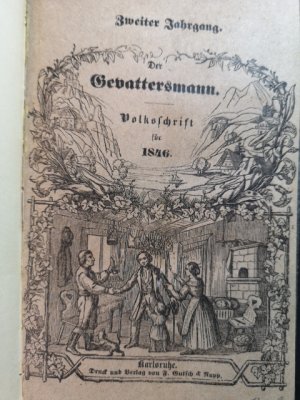 Zweiter Jahrgang.
Der
Gevattersmann.
Volksschrift
für
1846.
Karlsruhe.
Druck und Verlag von F. Gutsch & Rupp.